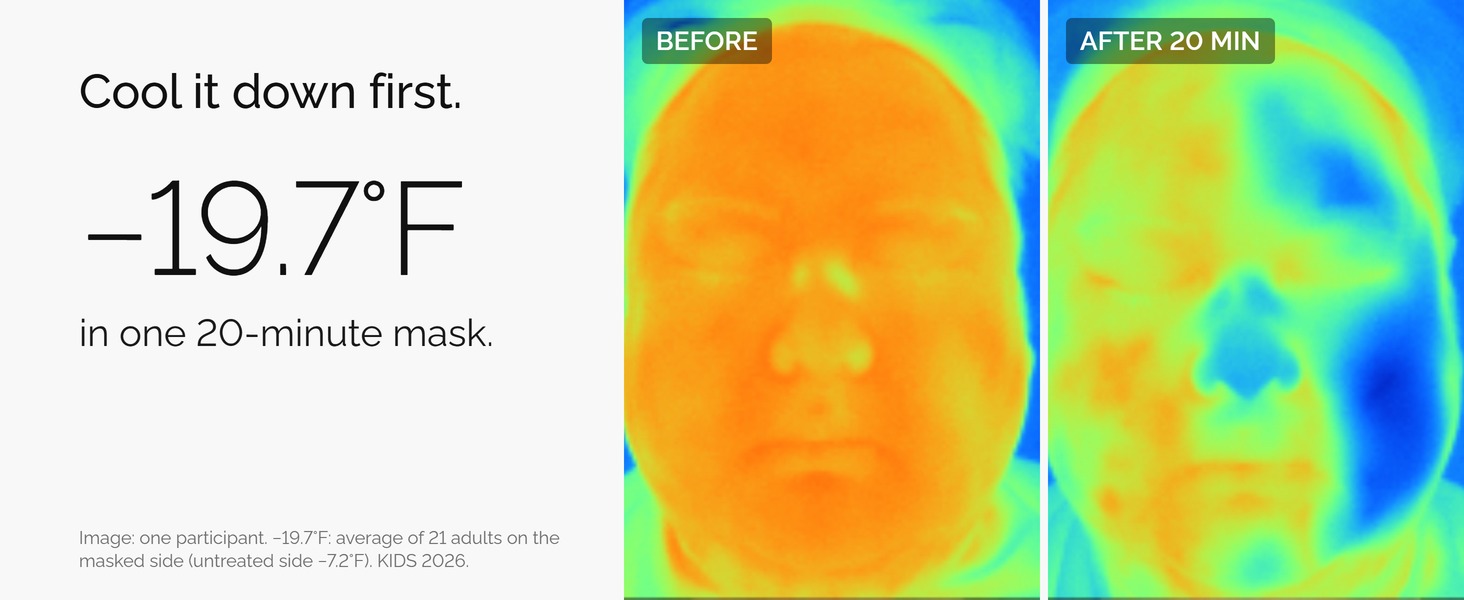 Cool it down first.
–19.7°F
in one 20-minute mask.
Image: one participant. –19.7°F: average of 21 adults on the
masked side (untreated side –7.2°F). KIDS 2026.
BEFORE
AFTER 20 MIN